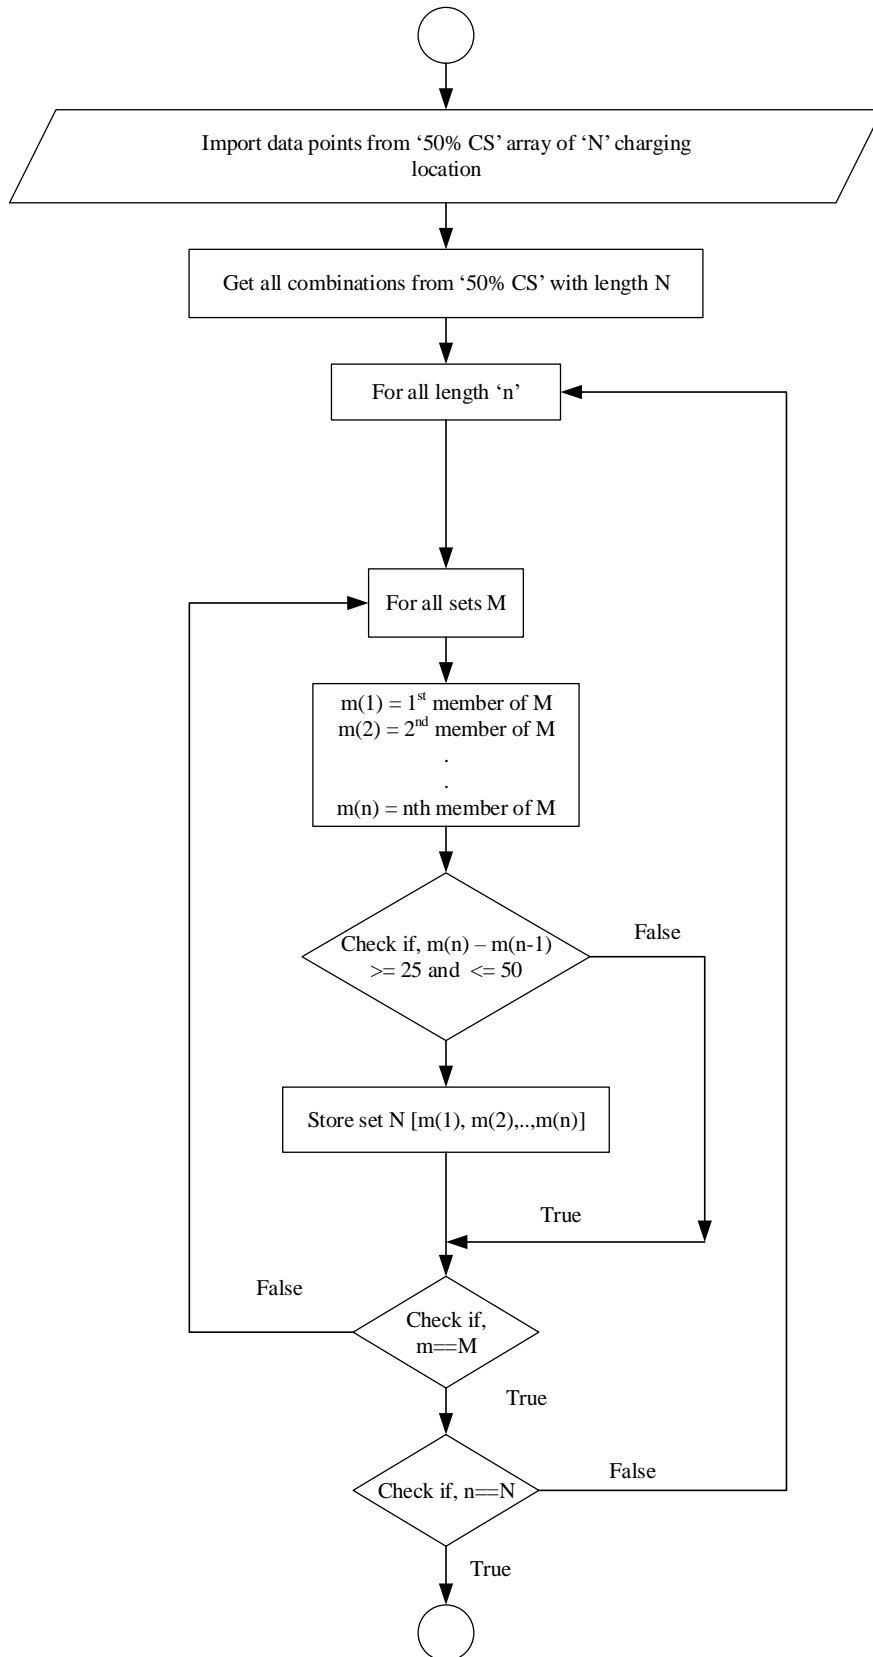 Import data points from ‘50% CS’ array of ‘N’ charging
location
Get all combinations from ‘50% CS’ with length N
For all length ‘n’
For all sets M
m(1) = 1st member of M
m(2) = 2nd member of M
.
.
m(n) = nth member of M
Check if, m(n) – m(n-1)
>= 25 and <= 50
False
Store set N [m(1), m(2),..,m(n)]
True
False
Check if,
m==M
True
Check if, n==N
False
True